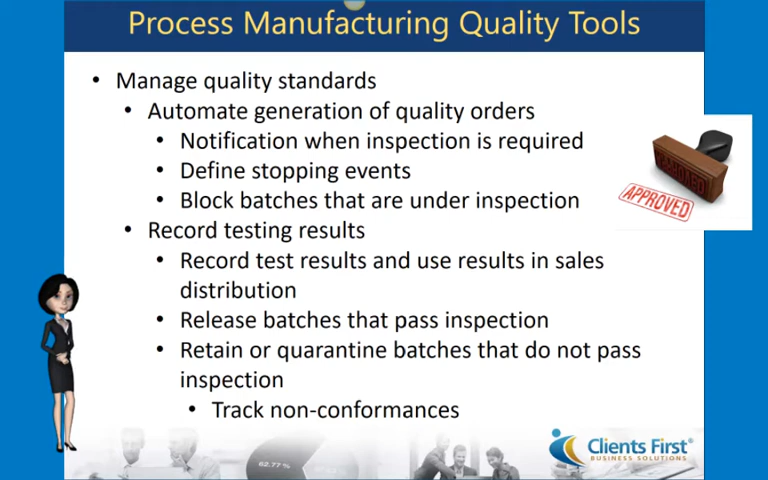 Process Manufacturing Quality Tools
• Manage quality standards
• Automate generation of quality orders
• Notification when inspection is required
• Define stopping events
• Block batches that are under inspection
APPROVED
• Record testing results
• Record test results and use results in sales
distribution
• Release batches that pass inspection
• Retain or quarantine batches that do not pass
inspection
• Track non-conformances
62.77 %
Clients First®
BUSINESS SOLUTIONS